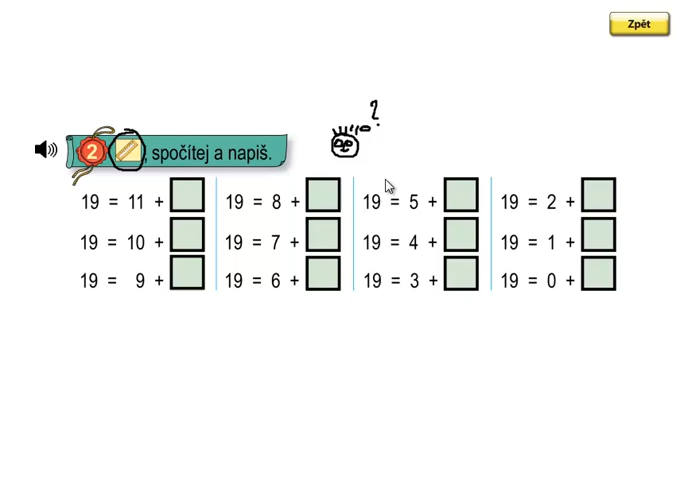 Zpět
?
2 , spočítej a napiš.
19 = 11 + 19 = 8 + 19 = 5 + 19 = 2 +
19 = 10 + 19 = 7 + 19 = 4 + 19 = 1 +
19 = 9 + 19 = 6 + 19 = 3 + 19 = 0 +